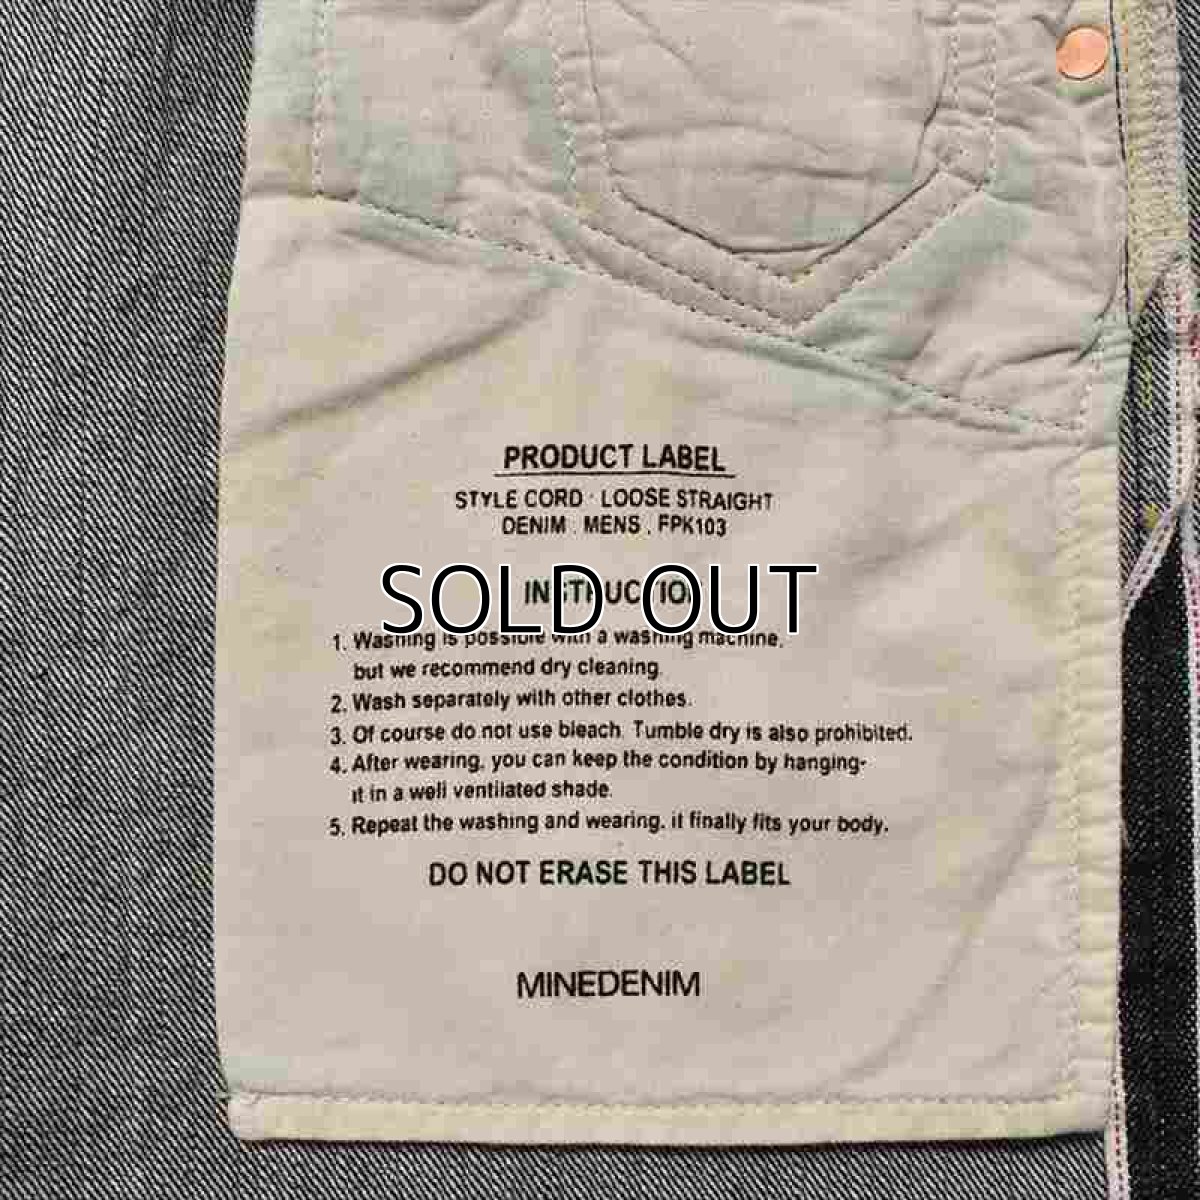 PRODUCT LABEL
STYLE CORD · LOOSE STRAIGHT
DENIM . MENS . FPK103
INSTRUCTION
SOLD OUT
1. Washing is possible with a washing machine,
but we recommend dry cleaning.
2. Wash separately with other clothes.
3. Of course do not use bleach. Tumble dry is also prohibited.
4. After wearing, you can keep the condition by hanging-
it in a well ventilated shade.
5. Repeat the washing and wearing. it finally fits your body.
DO NOT ERASE THIS LABEL
MINEDENIM